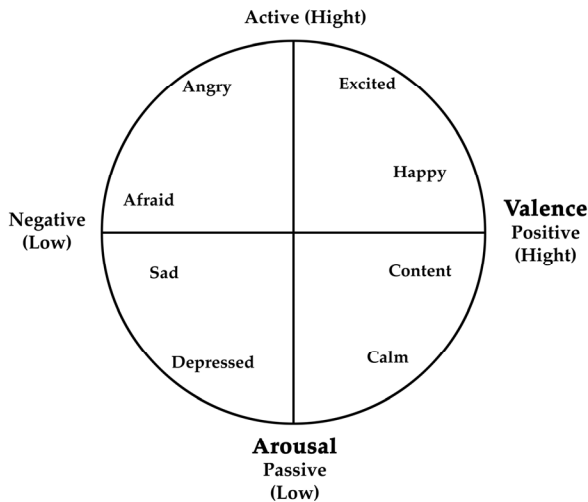 Active (Hight)
Angry
Excited
Happy
Afraid
Negative
(Low)
Valence
Positive
(Hight)
Sad
Content
Depressed
Calm
Arousal
Passive
(Low)